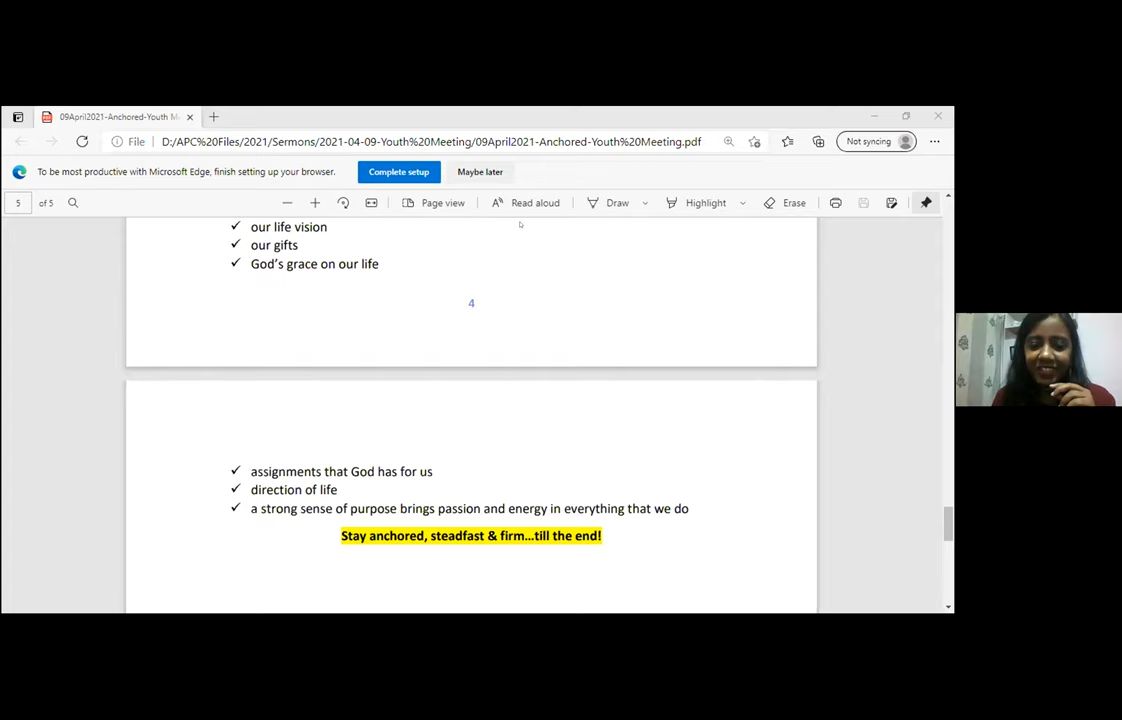 09April2021-Anchored-Youth M
File D:/APC%20Files/2021/Sermons/2021-04-09-Youth%20Meeting/09April2021-Anchored-Youth%20Meeting.pdf Not syncing
To be most productive with Microsoft Edge, finish setting up your browser. Complete setup Maybe later
5 of 5 Page view Read aloud Draw Highlight Erase
✓ our life vision
✓ our gifts
✓ God's grace on our life
4
✓ assignments that God has for us
✓ direction of life
✓ a strong sense of purpose brings passion and energy in everything that we do
Stay anchored, steadfast & firm...till the end!